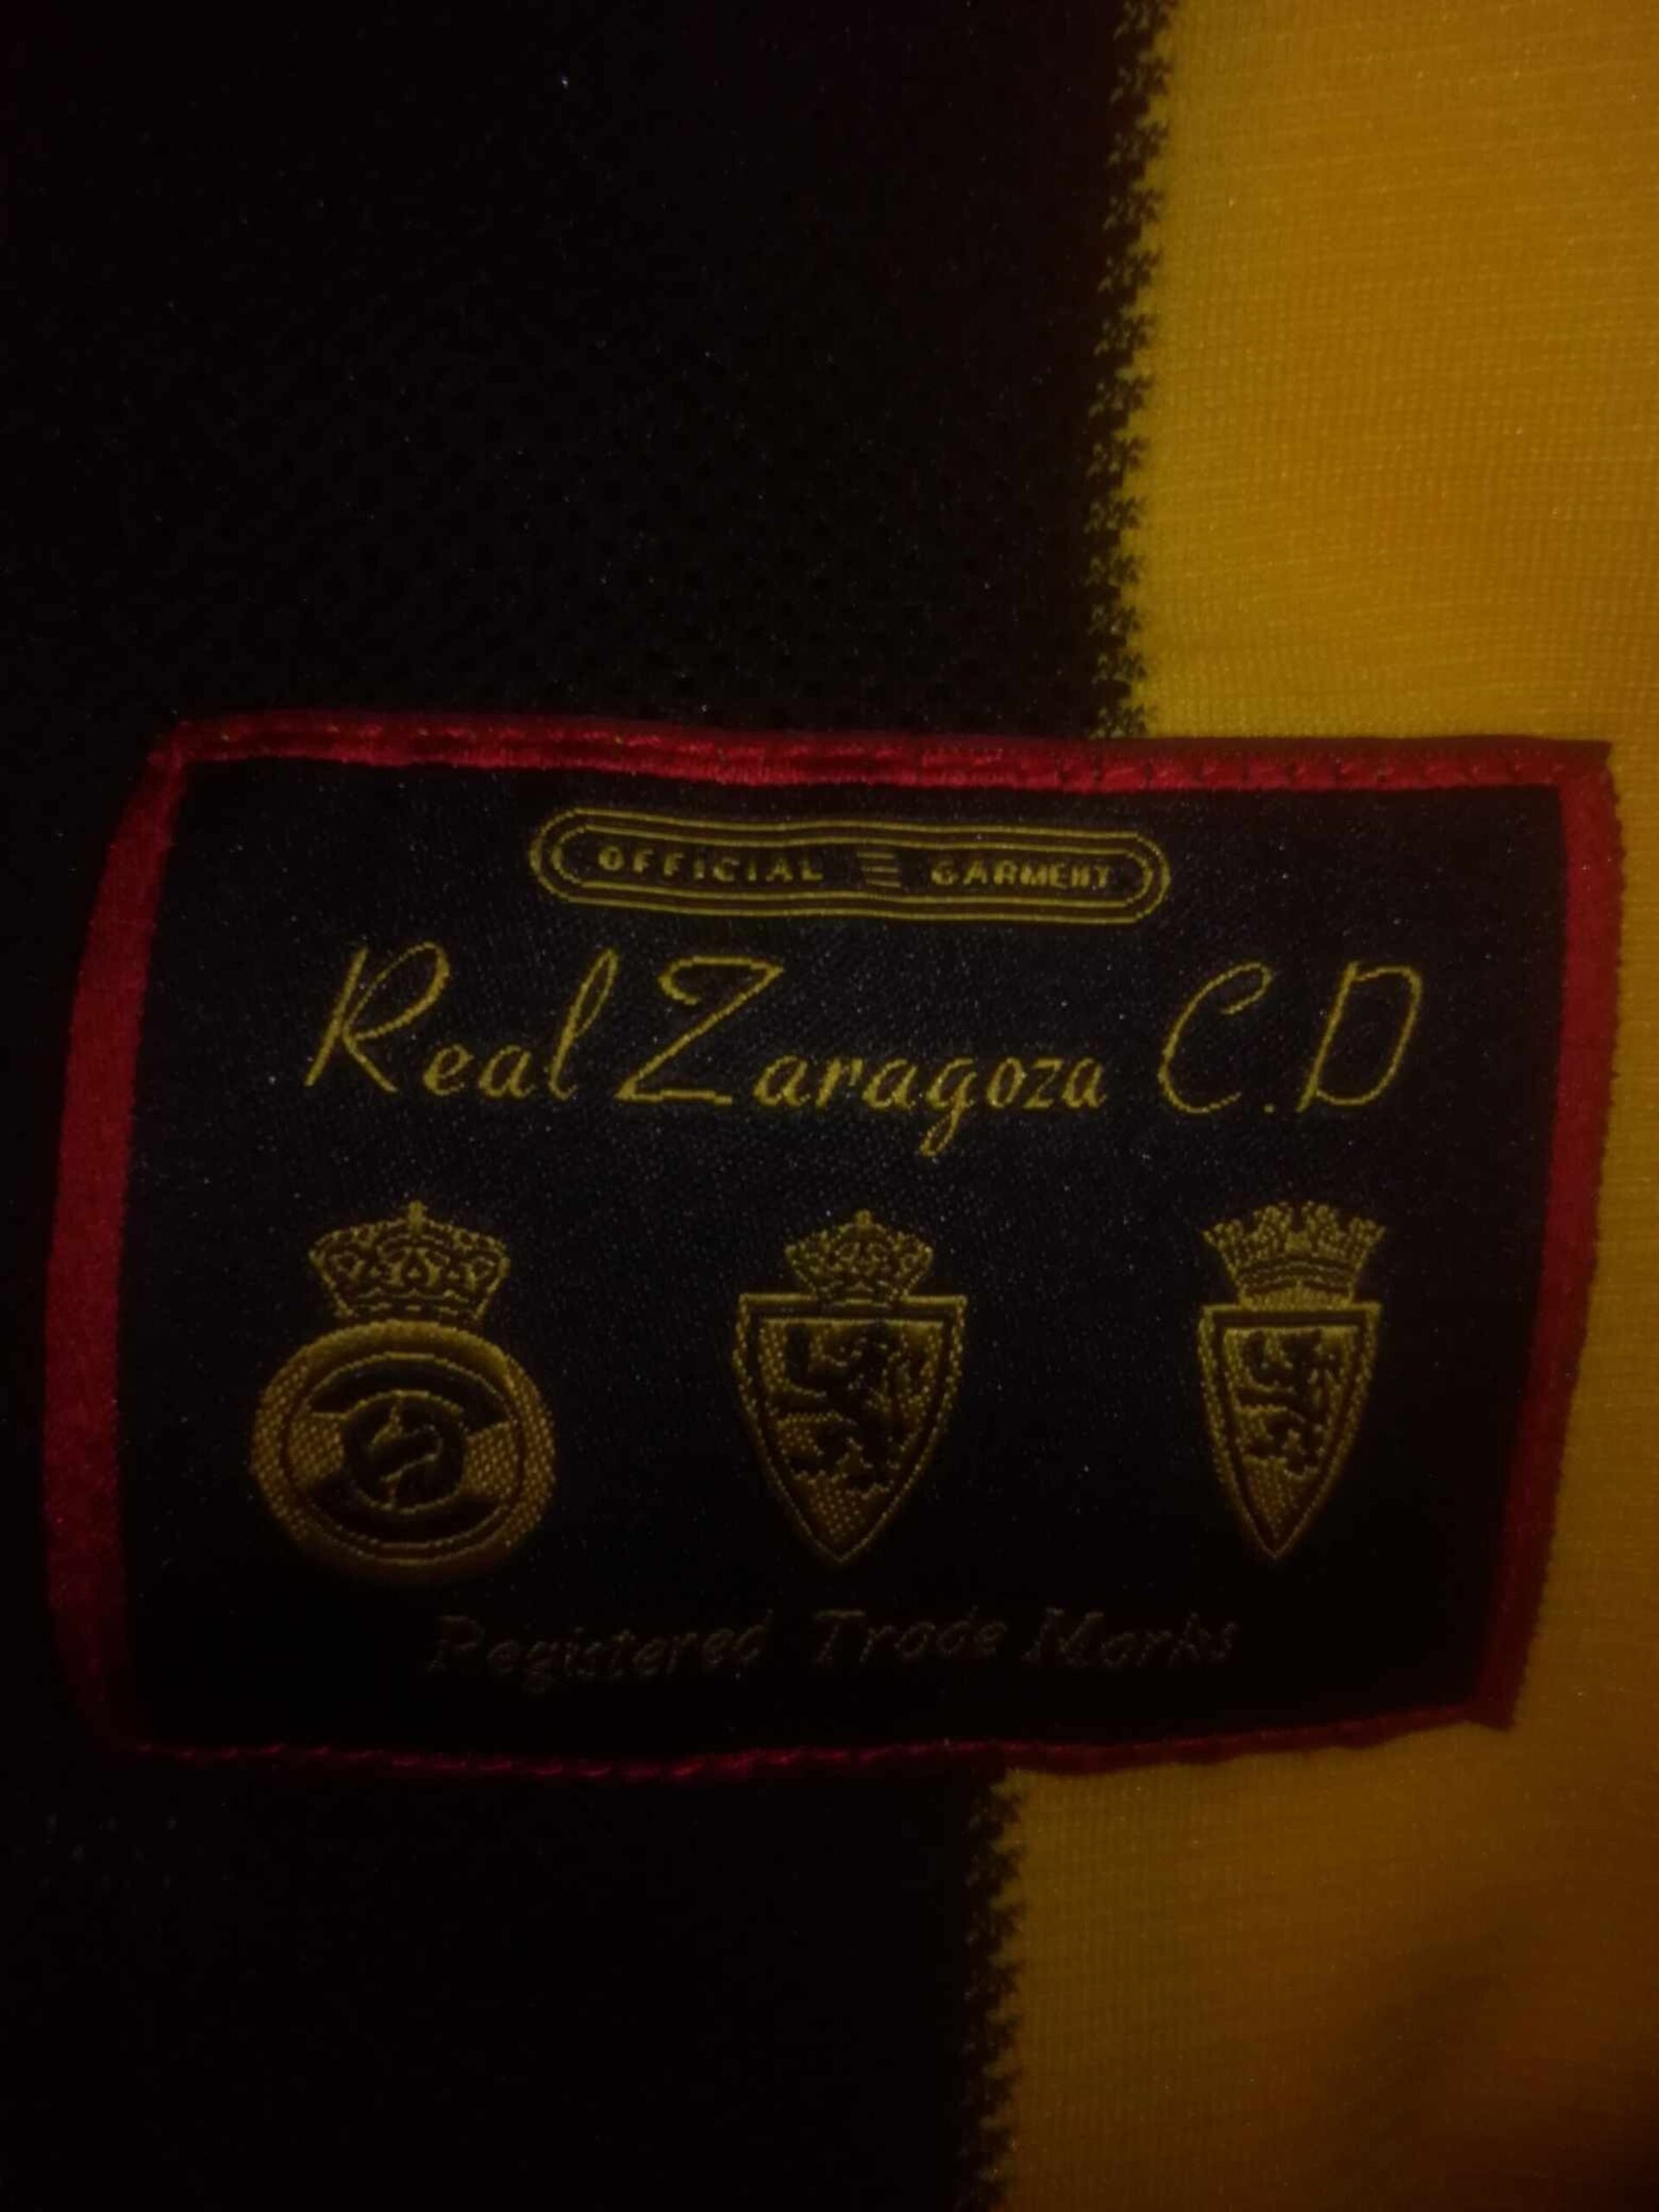 OFFICIAL GARMENT
Real Zaragoza C.D
Registered Trade Marks